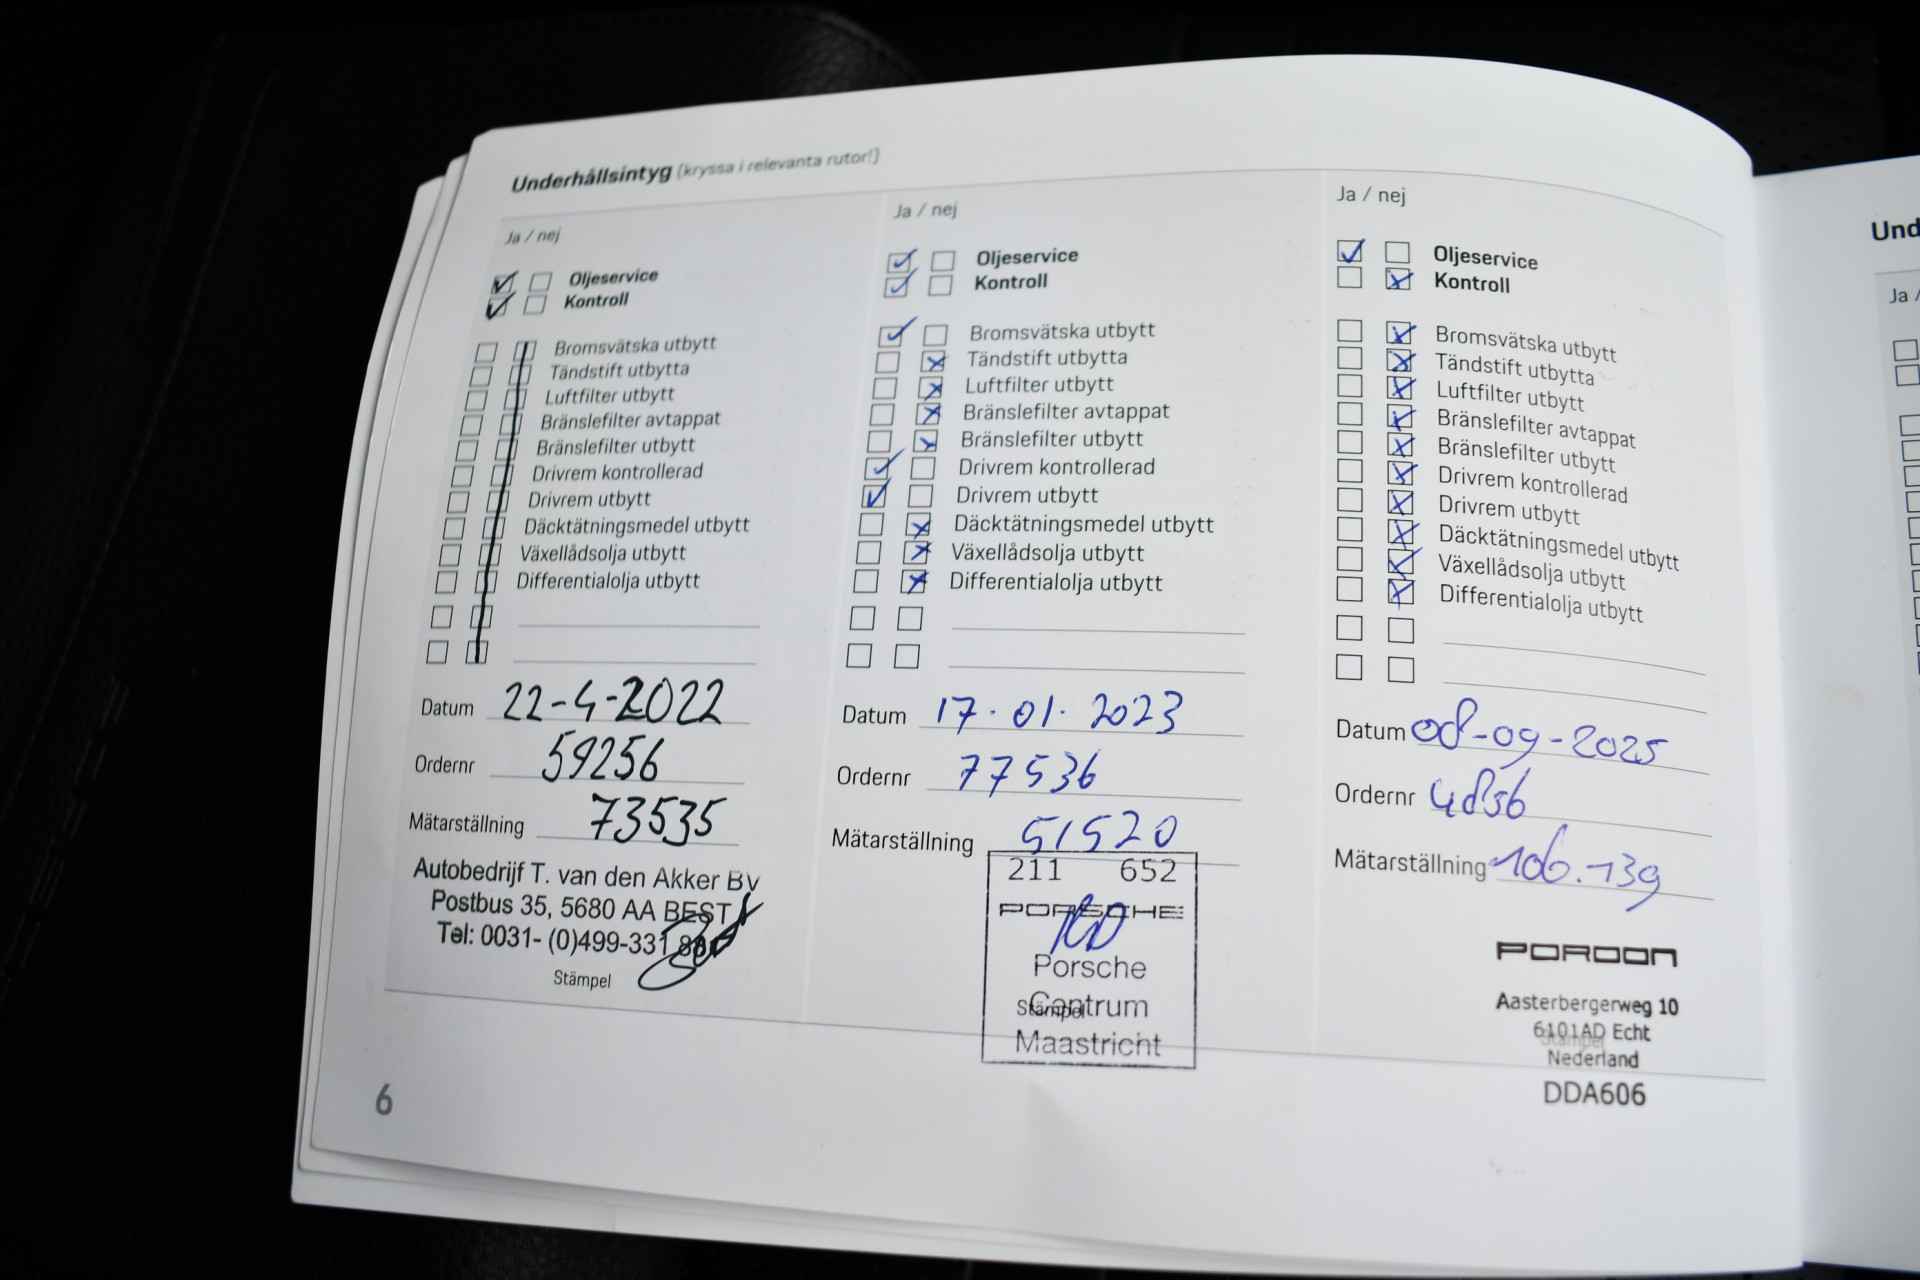 Underhållsintyg (kryssa i relevanta rutor!)
Ja / nej
Oljeservice
Kontroll
Bromsvätska utbytt
Tändstift utbytta
Luftfilter utbytt
Bränslefilter avtappat
Bränslefilter utbytt
Drivrem kontrollerad
Drivrem utbytt
Däcktätningsmedel utbytt
Växellådsolja utbytt
Differentialolja utbytt
Datum 22-4-2022
Ordernr 59256
Mätarställning 73535
Autobedrijf T. van den Akker BV
Postbus 35, 5680 AA BEST
Tel: 0031- (0)499-331
Stämpel
Ja / nej
Oljeservice
Kontroll
Bromsvätska utbytt
Tändstift utbytta
Luftfilter utbytt
Bränslefilter avtappat
Bränslefilter utbytt
Drivrem kontrollerad
Drivrem utbytt
Däcktätningsmedel utbytt
Växellådsolja utbytt
Differentialolja utbytt
Datum 17.01.2023
Ordernr 77536
Mätarställning 51520
211 652
PORSCHE
Porsche
Centrum
Stämpel
Maastricht
Ja / nej
Oljeservice
Kontroll
Bromsvätska utbytt
Tändstift utbytta
Luftfilter utbytt
Bränslefilter avtappat
Bränslefilter utbytt
Drivrem kontrollerad
Drivrem utbytt
Däcktätningsmedel utbytt
Växellådsolja utbytt
Differentialolja utbytt
Datum 08-09-2025
Ordernr 4856
Mätarställning 106.139
POROON
Aasterbergerweg 10
6101AD Echt
Stämpel
Nederland
DDA606
6
Und
Ja /